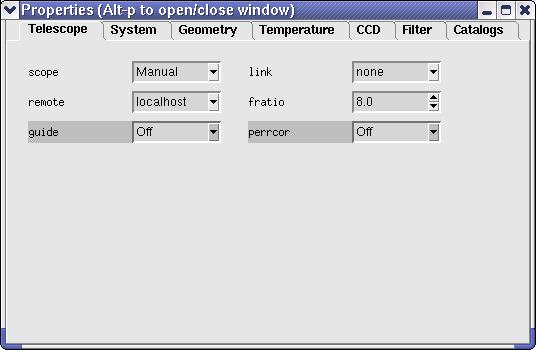 Properties (Alt-p to open/close window)
Telescope System Geometry Temperature CCD Filter Catalogs
scope Manual link none
remote localhost fratio 8.0
guide Off perrcor Off